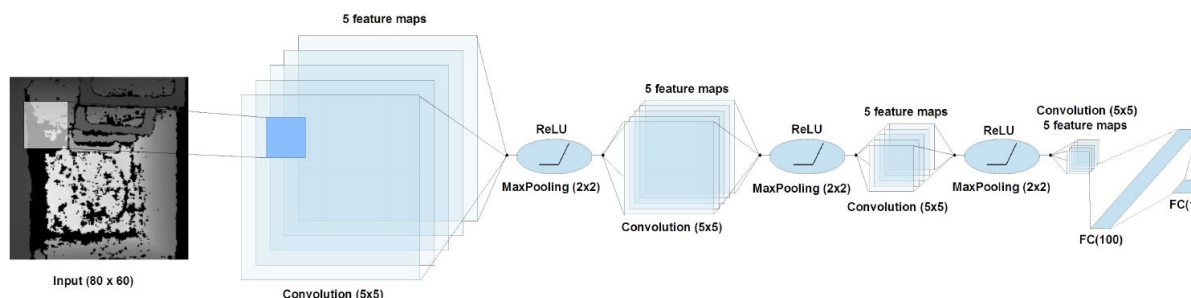 5 feature maps
Input (80 x 60)
Convolution (5x5)
ReLU
MaxPooling (2x2)
5 feature maps
Convolution (5x5)
ReLU
MaxPooling (2x2)
5 feature maps
Convolution (5x5)
ReLU
MaxPooling (2x2)
Convolution (5x5)
5 feature maps
FC(100)